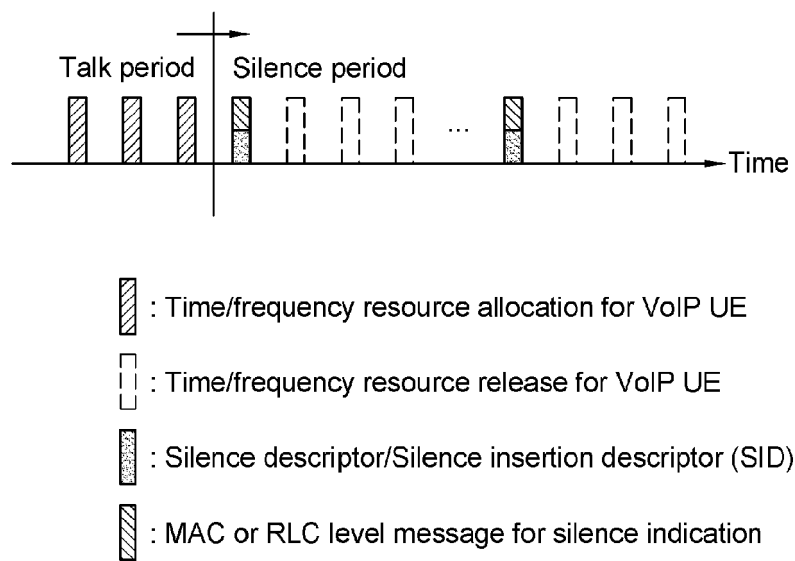 Talk period
Silence period
...
Time
: Time/frequency resource allocation for VoIP UE
: Time/frequency resource release for VoIP UE
: Silence descriptor/Silence insertion descriptor (SID)
: MAC or RLC level message for silence indication